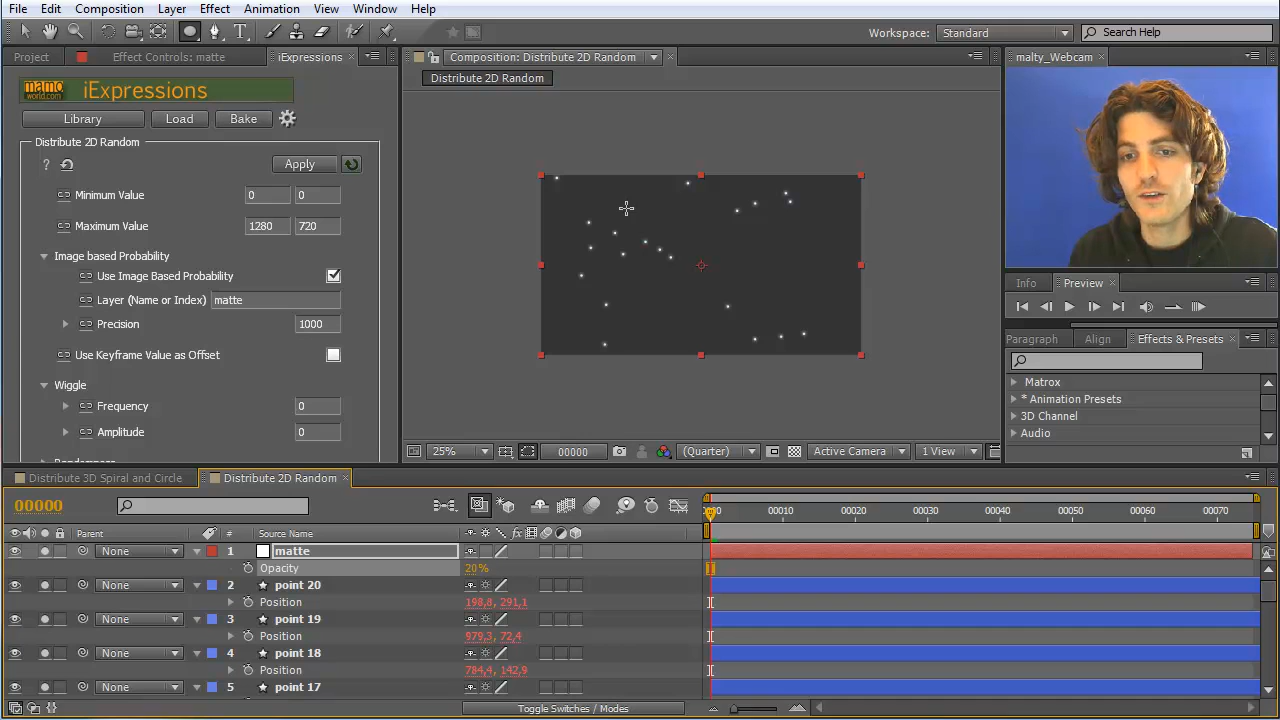 File Edit Composition Layer Effect Animation View Window Help
Workspace: Standard Search Help
Project Effect Controls: matte iExpressions Composition: Distribute 2D Random malty_Webcam
Distribute 2D Random
mamo world.com iExpressions
Library Load Bake
Distribute 2D Random
? Apply
Minimum Value 0 0
Maximum Value 1280 720
Image based Probability
Use Image Based Probability
Layer (Name or Index) matte
Precision 1000
Use Keyframe Value as Offset
Wiggle
Frequency 0
Amplitude 0
Info Preview
Paragraph Align Effects & Presets
Matrox
* Animation Presets
3D Channel
Audio
25% 00000 (Quarter) Active Camera 1 View
Distribute 3D Spiral and Circle Distribute 2D Random
00000
00010 00020 00030 00040 00050 00060 00070
Parent # Source Name
None 1 matte
Opacity 20%
None 2 point 20
Position 198,8, 291,1
None 3 point 19
Position 979,3, 72,4
None 4 point 18
Position 784,4, 142,9
None 5 point 17
Toggle Switches / Modes